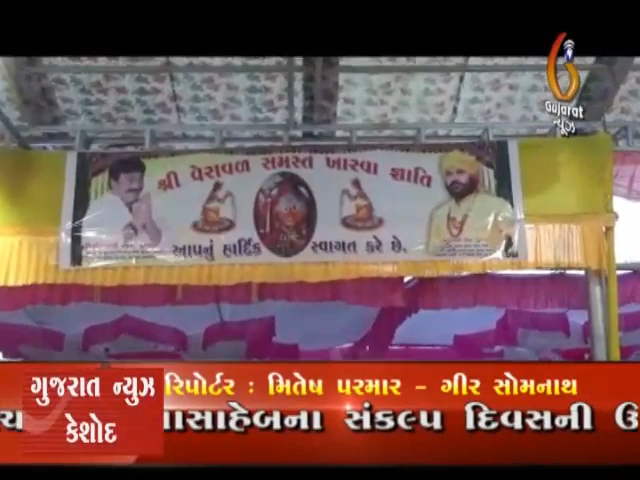 Gujarat
ન્યૂઝ
શ્રી વેરાવળ સમસ્ત ખારવા જ્ઞાતિ
આપનું હાર્દિક સ્વાગત કરે છે.
ગુજરાત ન્યુઝ
કેશોદ
રિપોર્ટર : મિતેષ પરમાર - ગીર સોમનાથ
સાહેબના સંકલ્પ દિવસની